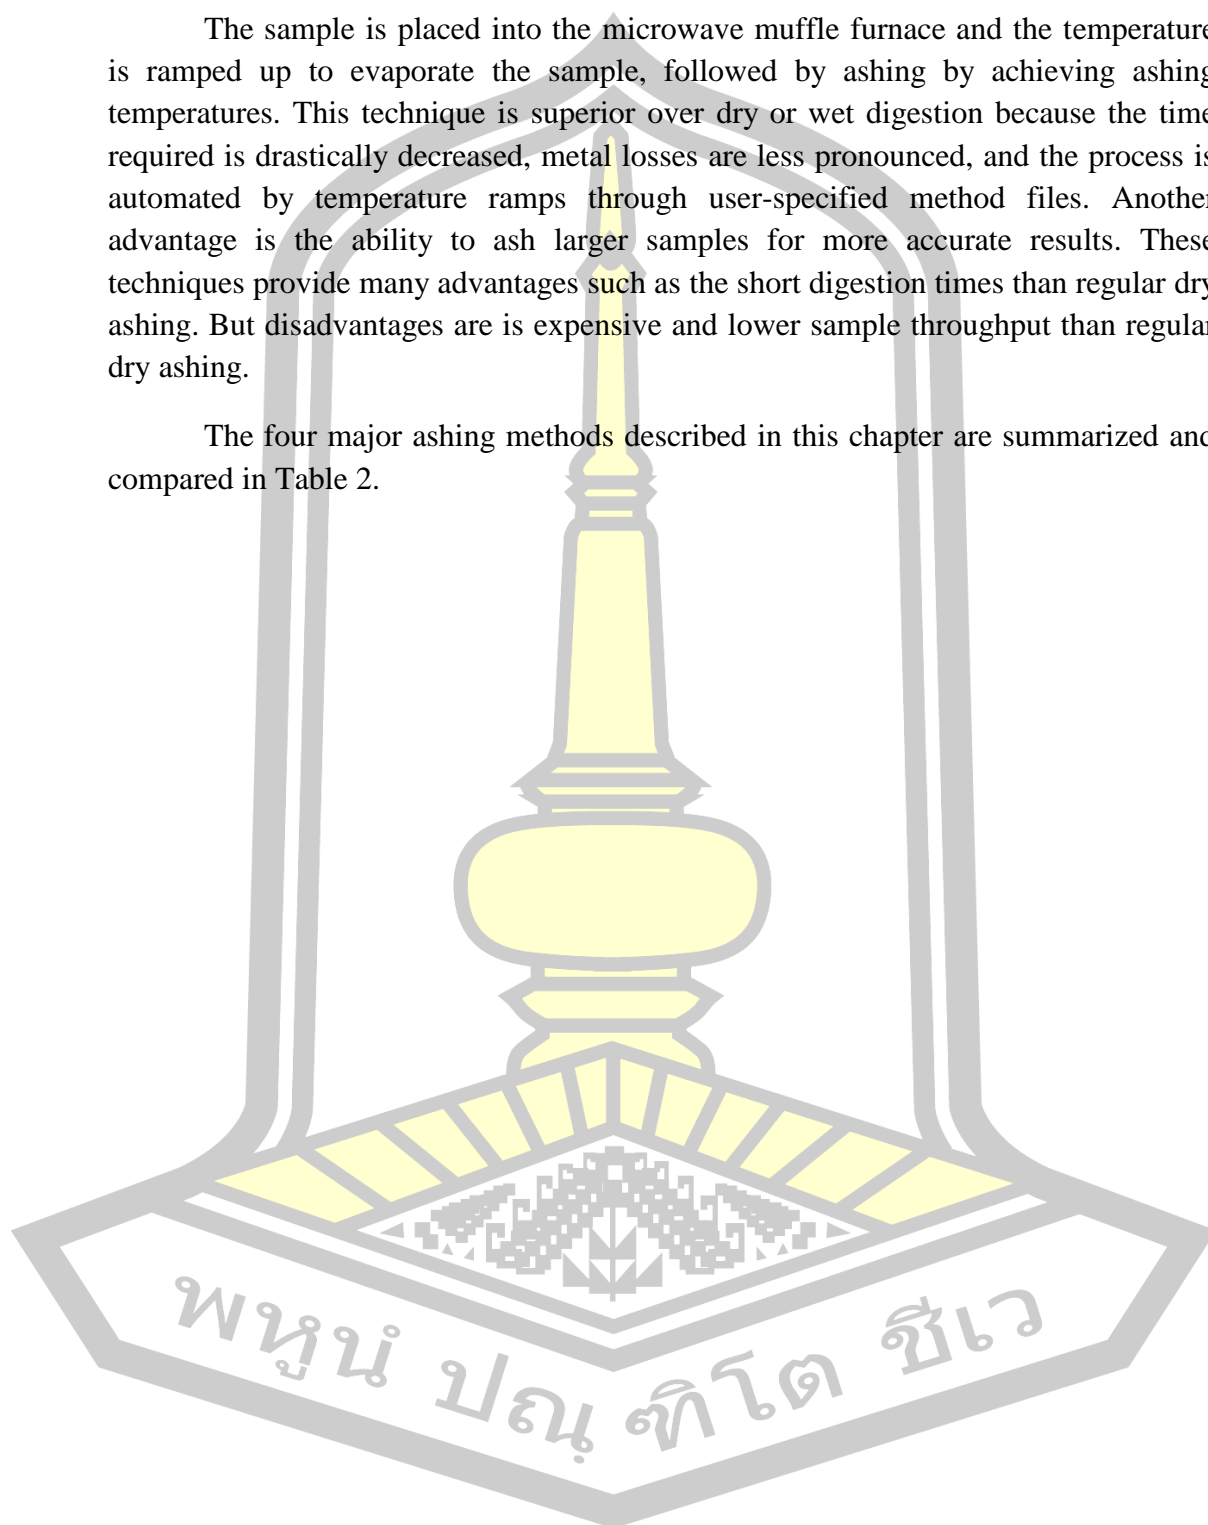 The sample is placed into the microwave muffle furnace and the temperature
is ramped up to evaporate the sample, followed by ashing by achieving ashing
temperatures. This technique is superior over dry or wet digestion because the time
required is drastically decreased, metal losses are less pronounced, and the process is
automated by temperature ramps through user-specified method files. Another
advantage is the ability to ash larger samples for more accurate results. These
techniques provide many advantages such as the short digestion times than regular dry
ashing. But disadvantages are is expensive and lower sample throughput than regular
dry ashing.
The four major ashing methods described in this chapter are summarized and
compared in Table 2.
พหูนํ ปณฺ ฑิโต ชีเว